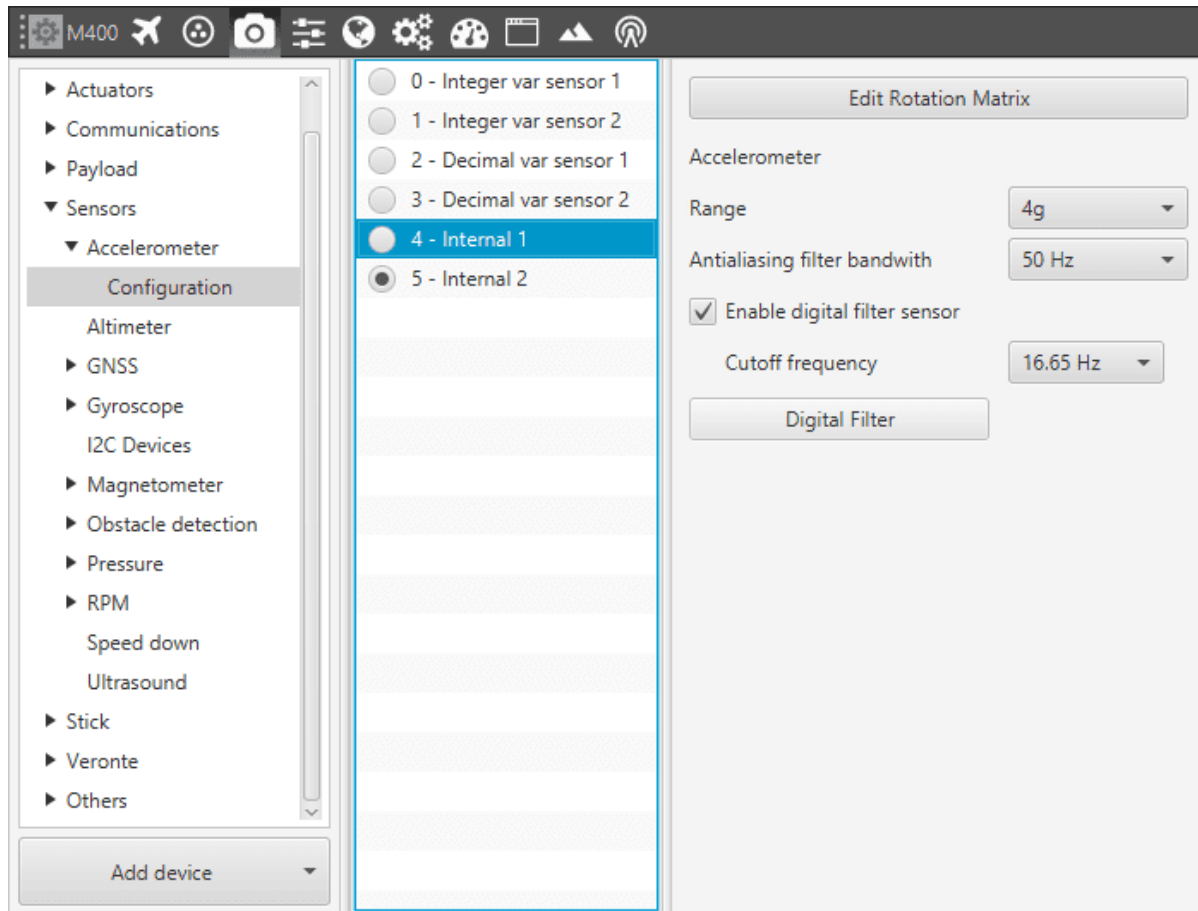 M400
Actuators
Communications
Payload
Sensors
Accelerometer
Configuration
Altimeter
GNSS
Gyroscope
I2C Devices
Magnetometer
Obstacle detection
Pressure
RPM
Speed down
Ultrasound
Stick
Veronte
Others
Add device
0 - Integer var sensor 1
1 - Integer var sensor 2
2 - Decimal var sensor 1
3 - Decimal var sensor 2
4 - Internal 1
5 - Internal 2
Edit Rotation Matrix
Accelerometer
Range 4g
Antialiasing filter bandwith 50 Hz
Enable digital filter sensor
Cutoff frequency 16.65 Hz
Digital Filter